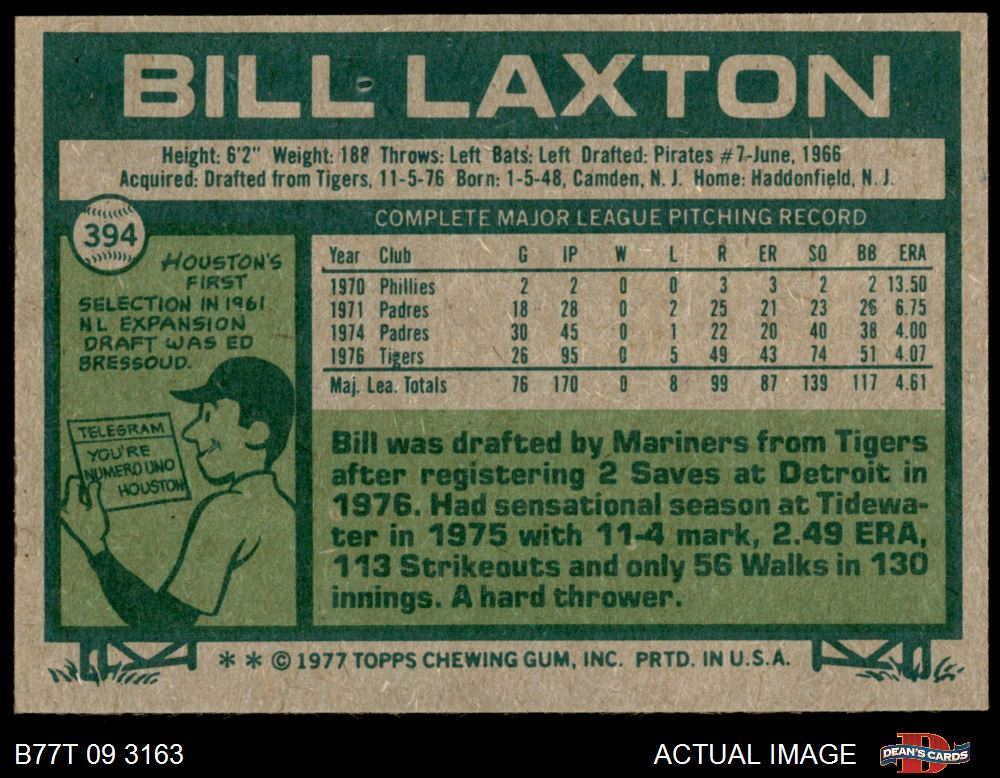 BILL LAXTON
Height: 6'2" Weight: 188 Throws: Left Bats: Left Drafted: Pirates #7-June, 1966
Acquired: Drafted from Tigers, 11-5-76 Born: 1-5-48, Camden, N. J. Home: Haddonfield, N. J.
394
HOUSTON'S
FIRST
SELECTION IN 1961
NL EXPANSION
DRAFT WAS ED
BRESSOUD.
TELEGRAM
YOU'RE
NUMERO UNO
HOUSTON
COMPLETE MAJOR LEAGUE PITCHING RECORD
Year Club G IP W L R ER SO BB ERA
1970 Phillies 2 2 0 0 3 3 2 2 13.50
1971 Padres 18 28 0 2 25 21 23 26 6.75
1974 Padres 30 45 0 1 22 20 40 38 4.00
1976 Tigers 26 95 0 5 49 43 74 51 4.07
Maj. Lea. Totals 76 170 0 8 99 87 139 117 4.61
Bill was drafted by Mariners from Tigers
after registering 2 Saves at Detroit in
1976. Had sensational season at Tidewa-
ter in 1975 with 11-4 mark, 2.49 ERA,
113 Strikeouts and only 56 Walks in 130
innings. A hard thrower.
* * © 1977 TOPPS CHEWING GUM, INC. PRTD. IN U.S.A.
B77T 09 3163
ACTUAL IMAGE
D
DEAN'S CARDS